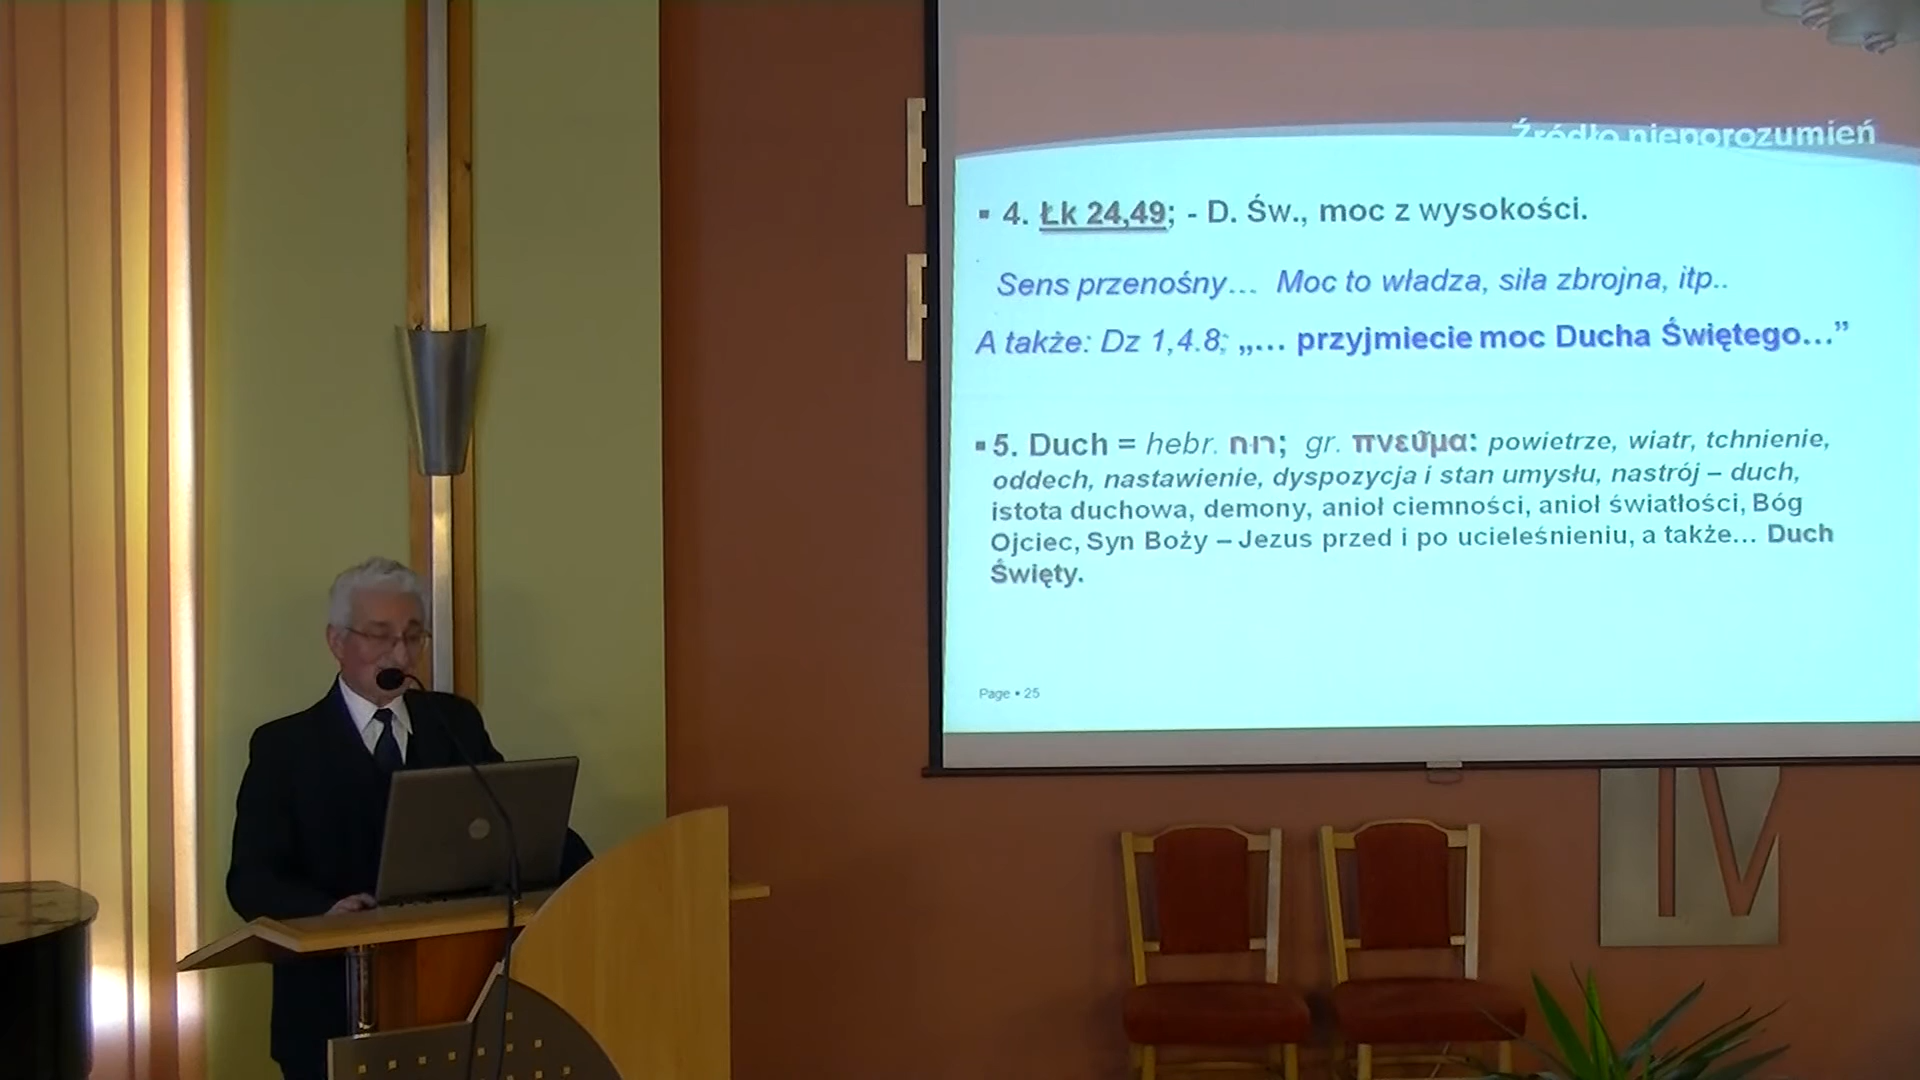 Źródło nieporozumień
▪ 4. Łk 24,49; - D. Św., moc z wysokości.
Sens przenośny… Moc to władza, siła zbrojna, itp..
A także: Dz 1,4.8; „… przyjmiecie moc Ducha Świętego…”
▪ 5. Duch = hebr. רוח; gr. πνεῦμα: powietrze, wiatr, tchnienie,
oddech, nastawienie, dyspozycja i stan umysłu, nastrój – duch,
istota duchowa, demony, anioł ciemności, anioł światłości, Bóg
Ojciec, Syn Boży – Jezus przed i po ucieleśnieniu, a także… Duch
Święty.
Page ▪ 25